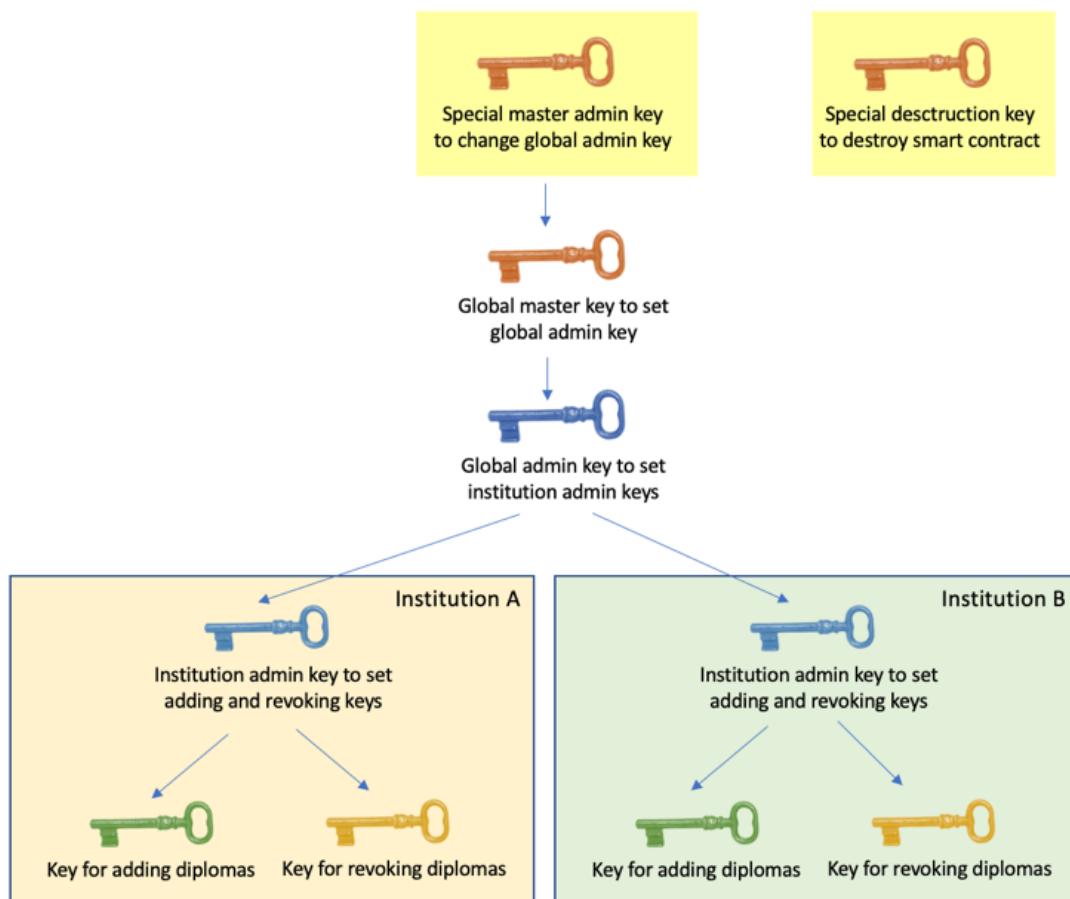 Special master admin key
to change global admin key
Special desctruction key
to destroy smart contract
Global master key to set
global admin key
Global admin key to set
institution admin keys
Institution A
Institution admin key to set
adding and revoking keys
Key for adding diplomas
Key for revoking diplomas
Institution B
Institution admin key to set
adding and revoking keys
Key for adding diplomas
Key for revoking diplomas